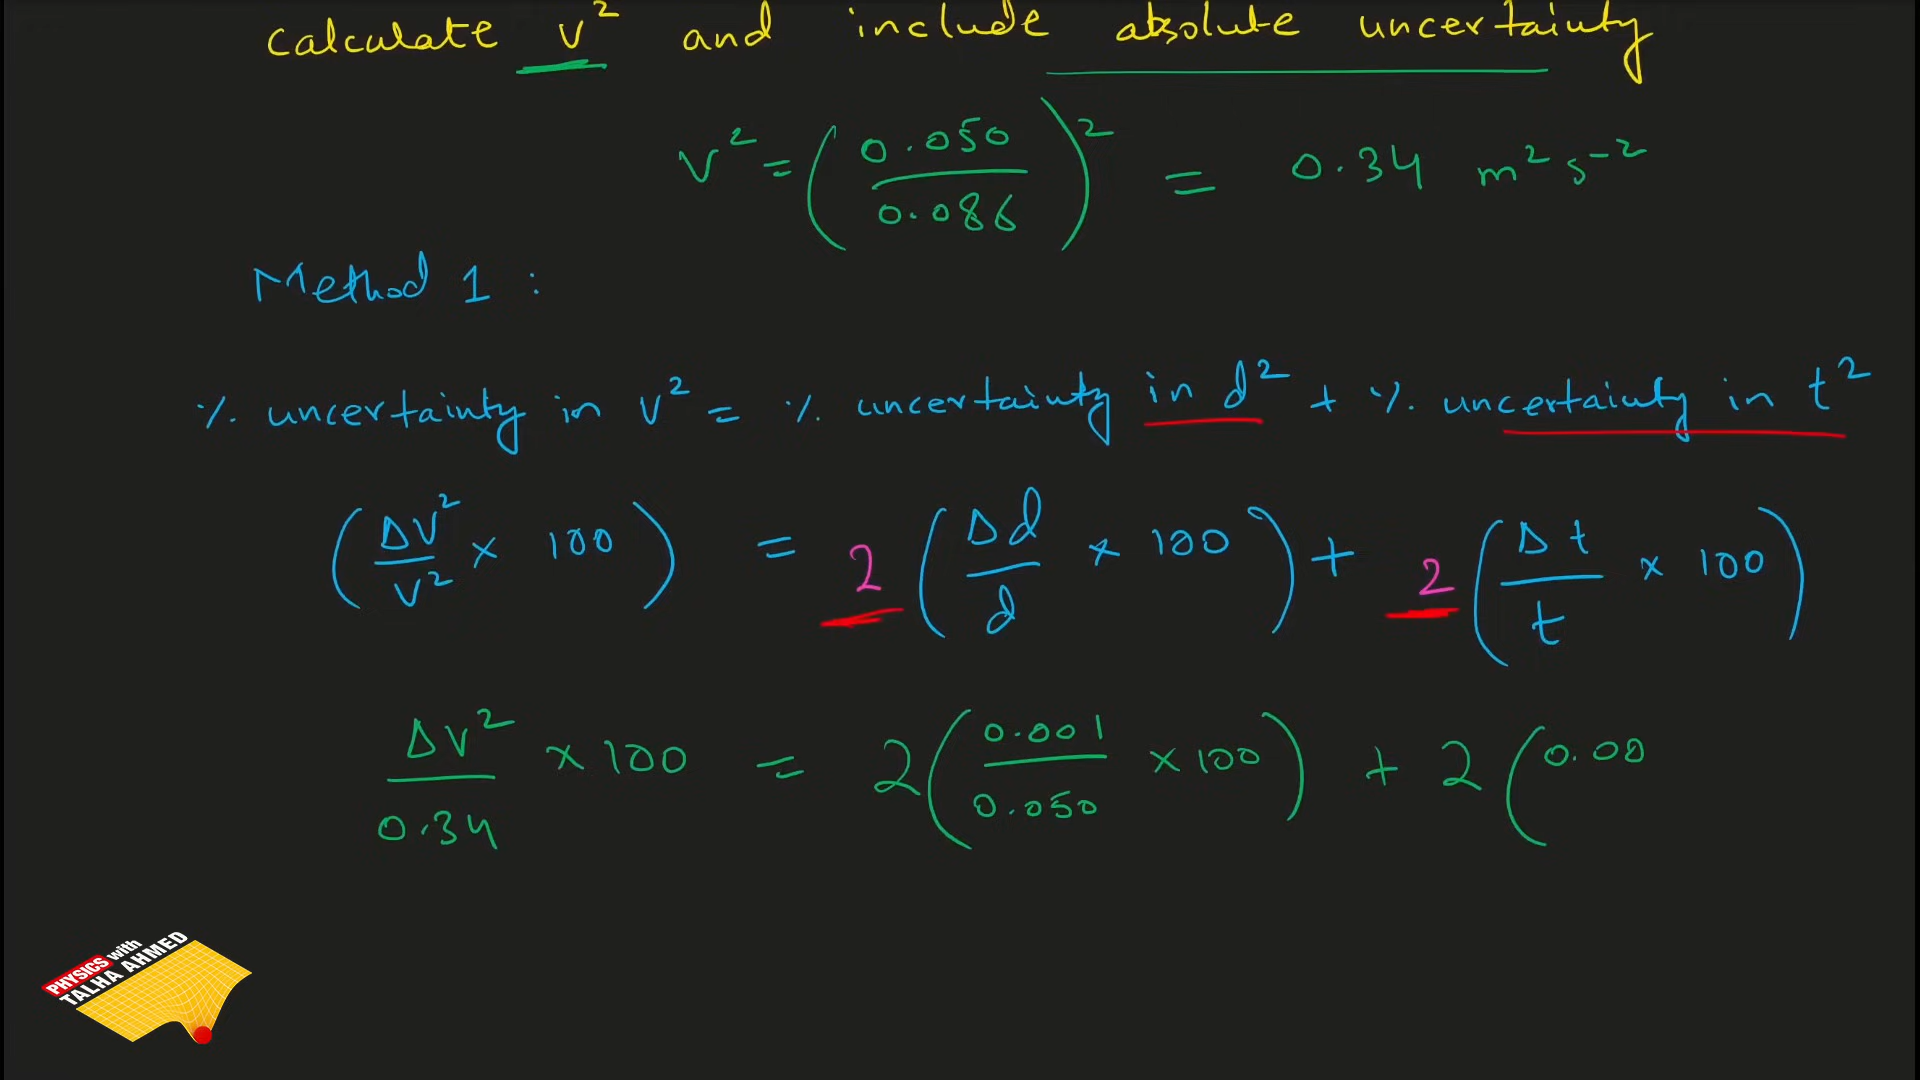 calculate v² and include absolute uncertainty
v² = (0.050/0.086)² = 0.34 m² s⁻²
Method 1 :
% uncertainty in v² = % uncertainty in d² + % uncertainty in t²
(Δv²/v² × 100) = 2 (Δd/d × 100) + 2 (Δt/t × 100)
Δv²/0.34 × 100 = 2 (0.001/0.050 × 100) + 2 (0.00
PHYSICS with
TALHA AHMED